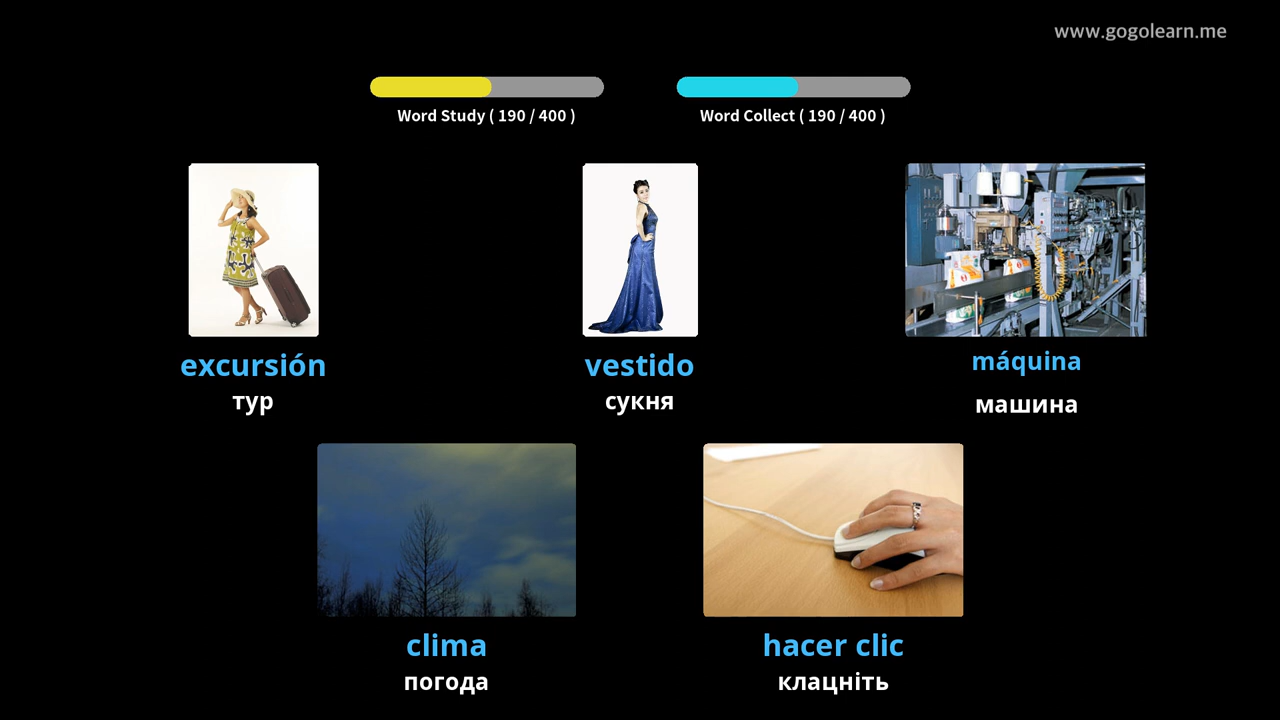 www.gogolearn.me
Word Study ( 190 / 400 )
Word Collect ( 190 / 400 )
excursión
тур
vestido
сукня
máquina
машина
clima
погода
hacer clic
клацніть